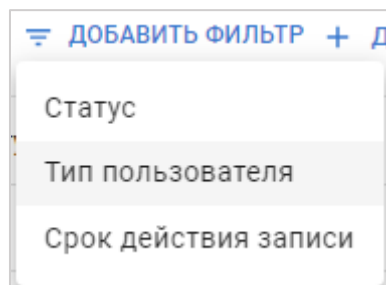 ДОБАВИТЬ ФИЛЬТР + Д
Статус
Тип пользователя
Срок действия записи